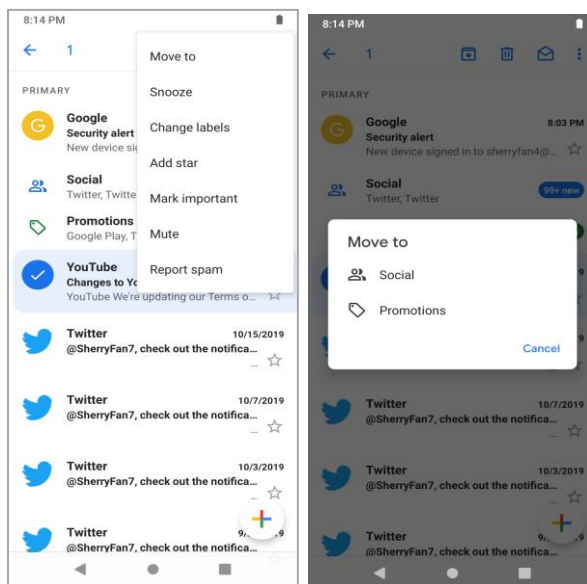 8:14 PM
1
PRIMARY
G
Google
Security alert
New device sig
Social
Twitter, Twitte
Promotions
Google Play, T
YouTube
Changes to Yo
YouTube We're updating our Terms o...
Twitter 10/15/2019
@SherryFan7, check out the notifica...
...
Twitter 10/7/2019
@SherryFan7, check out the notifica...
...
Twitter 10/3/2019
@SherryFan7, check out the notifica...
...
Twitter 9/ 19
@SherryFan7, check out the notifica...
Move to
Snooze
Change labels
Add star
Mark important
Mute
Report spam
8:14 PM
1
PRIMARY
G
Google 8:03 PM
Security alert
New device signed in to sherryfan4@...
Social 99+ new
Twitter, Twitter
Move to
Social
Promotions
Cancel
Twitter 10/7/2019
@SherryFan7, check out the notifica...
...
Twitter 10/3/2019
@SherryFan7, check out the notifica...
...
Twitter 9/ 19
@SherryFan7, check out the notifica...